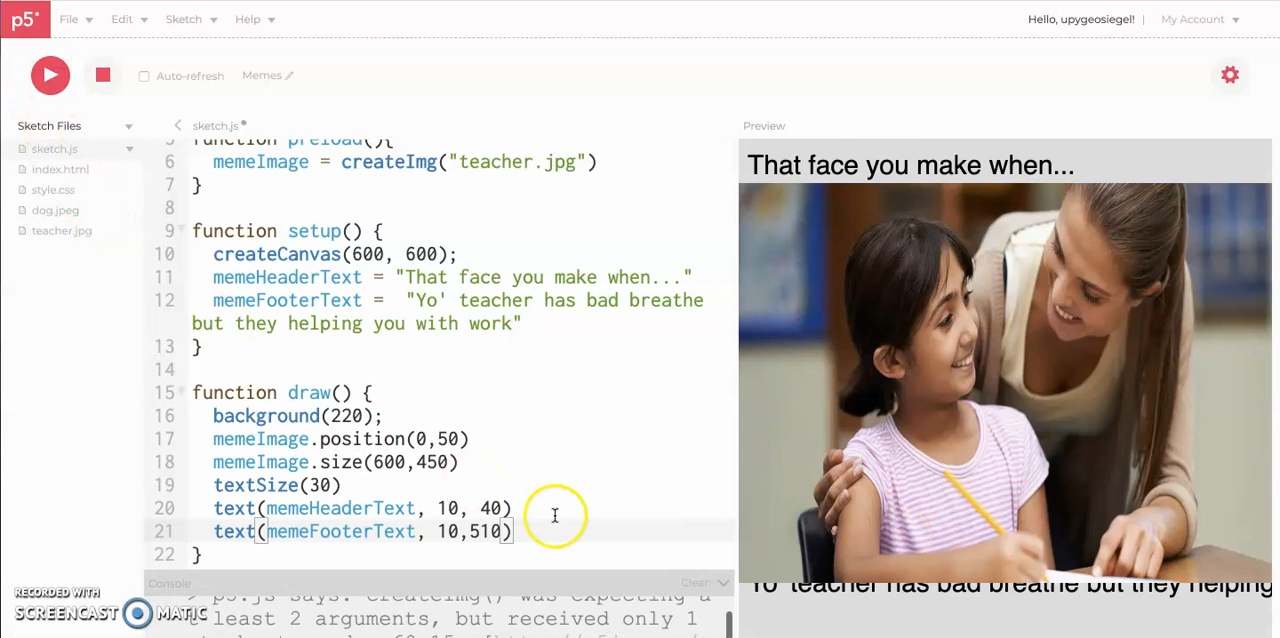 p5* File Edit Sketch Help Hello, upygeosiegel! | My Account
Auto-refresh Memes
Sketch Files
sketch.js
index.html
style.css
dog.jpeg
teacher.jpg
< sketch.js
5 function preload(){
6 memeImage = createImg("teacher.jpg")
7 }
8
9 function setup() {
10 createCanvas(600, 600);
11 memeHeaderText = "That face you make when..."
12 memeFooterText = "Yo' teacher has bad breathe
but they helping you with work"
13 }
14
15 function draw() {
16 background(220);
17 memeImage.position(0,50)
18 memeImage.size(600,450)
19 textSize(30)
20 text(memeHeaderText, 10, 40)
21 text(memeFooterText, 10,510)
22 }
Console Clear
> p5.js says: createImg() was expecting a
least 2 arguments, but received only 1
Preview
That face you make when...
Yo' teacher has bad breathe but they helping
RECORDED WITH
SCREENCAST MATIC